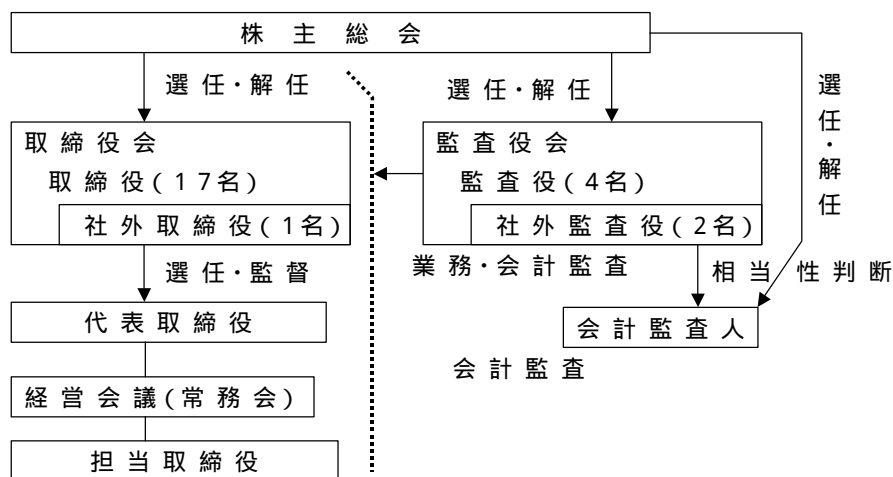 株主総会
選任・解任
選任・解任
選任・解任
取締役会
取締役(17名)
社外取締役(1名)
監査役会
監査役(4名)
社外監査役(2名)
選任・監督
業務・会計監査
相当性判断
代表取締役
会計監査人
会計監査
経営会議(常務会)
担当取締役